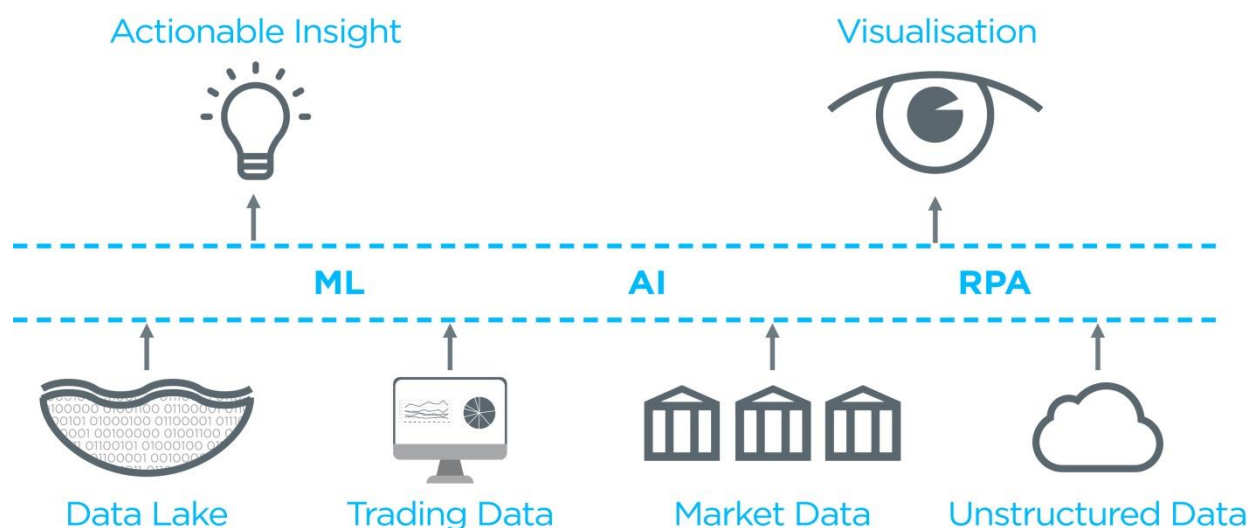 Actionable Insight
Visualisation
ML
AI
RPA
Data Lake
Trading Data
Market Data
Unstructured Data